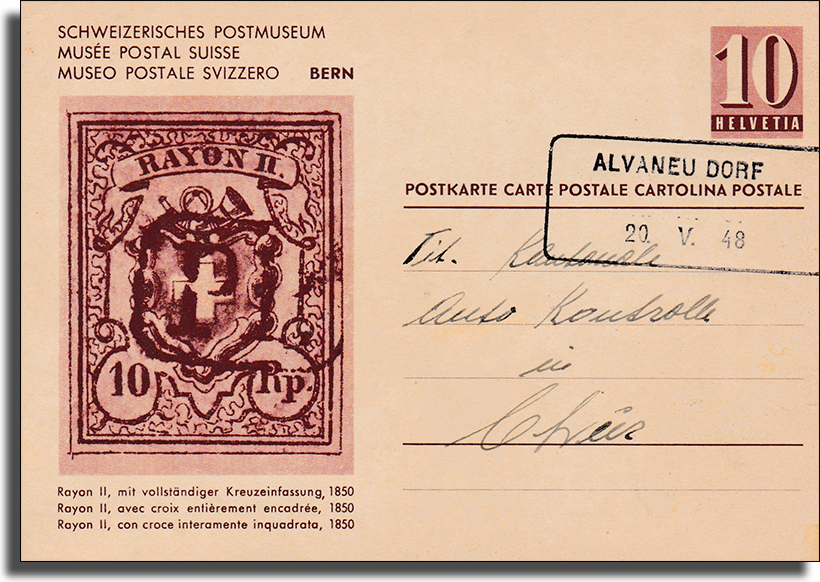 SCHWEIZERISCHES POSTMUSEUM
MUSÉE POSTAL SUISSE
MUSEO POSTALE SVIZZERO BERN
RAYON II.
10 Rp.
Rayon II, mit vollständiger Kreuzeinfassung, 1850
Rayon II, avec croix entièrement encadrée, 1850
Rayon II, con croce interamente inquadrata, 1850
10
HELVETIA
ALVANEU DORF
20. V. 48
POSTKARTE CARTE POSTALE CARTOLINA POSTALE
Tit. Kantonale
Auto Kontrolle
in
Chur